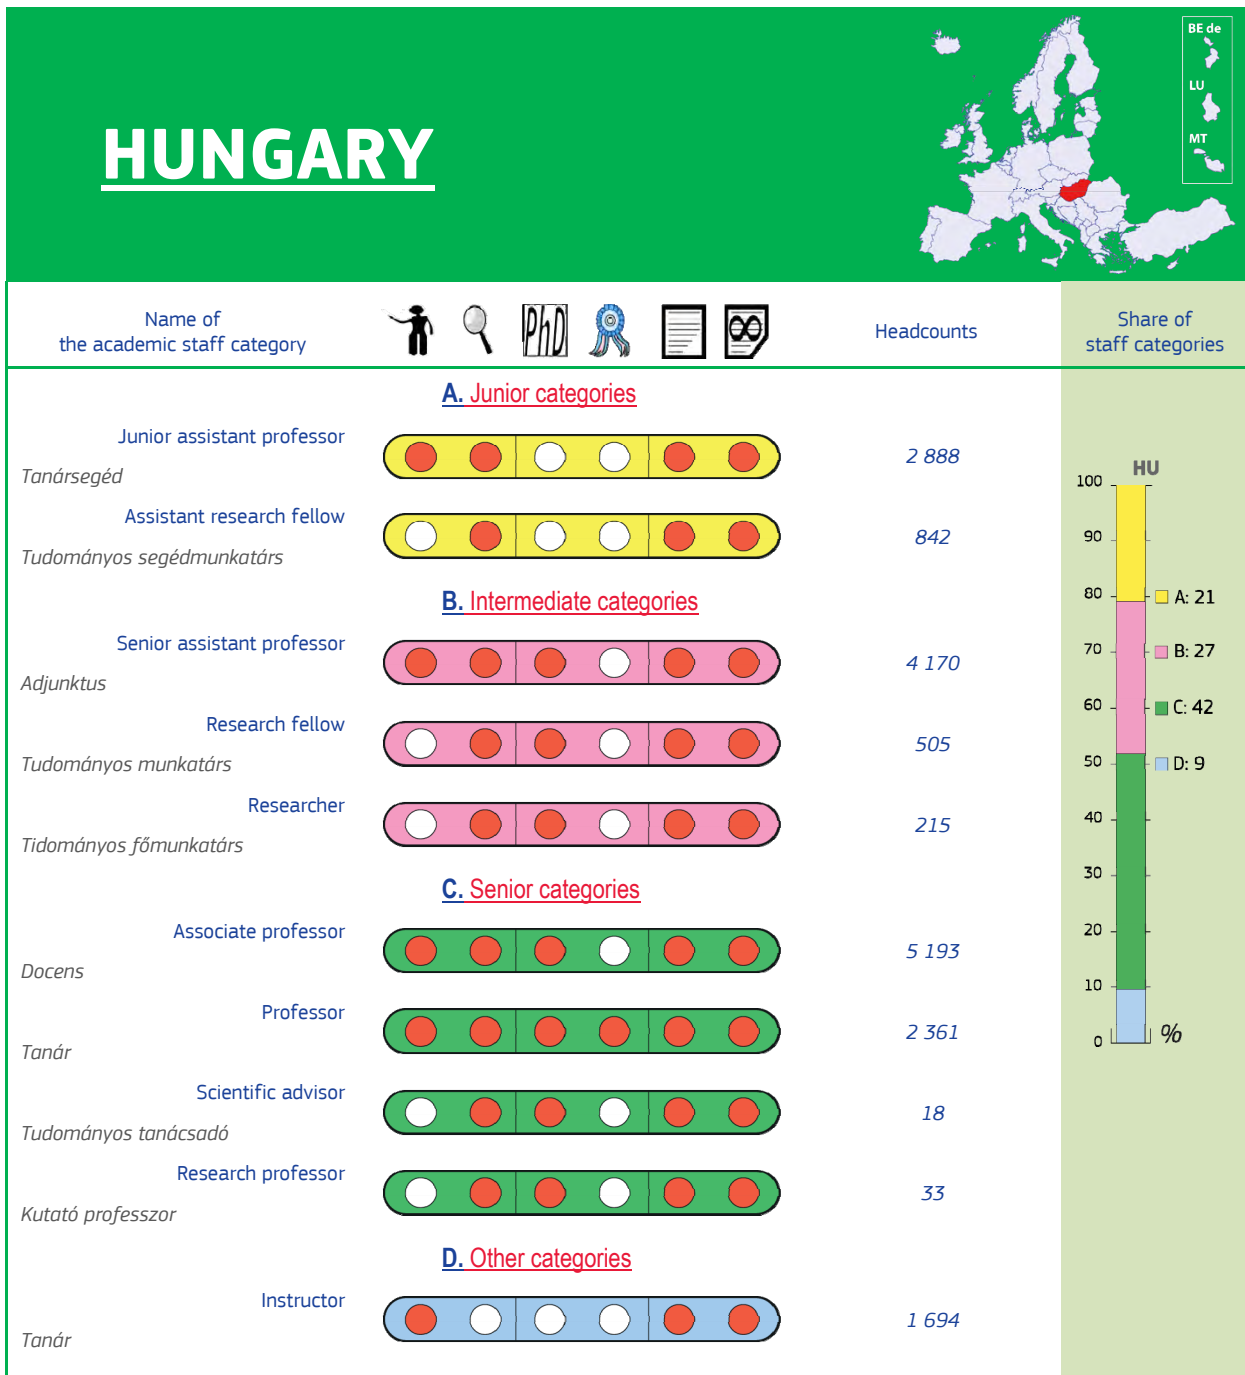 BE de
LU
MT
HUNGARY
Name of
the academic staff category
PhD
Headcounts
Share of
staff categories
A. Junior categories
Junior assistant professor
Tanársegéd
2 888
Assistant research fellow
Tudományos segédmunkatárs
842
B. Intermediate categories
Senior assistant professor
Adjunktus
4 170
Research fellow
Tudományos munkatárs
505
Researcher
Tidományos főmunkatárs
215
C. Senior categories
Associate professor
Docens
5 193
Professor
Tanár
2 361
Scientific advisor
Tudományos tanácsadó
18
Research professor
Kutató professzor
33
D. Other categories
Instructor
Tanár
1 694
HU
100
90
80
70
60
50
40
30
20
10
0
%
A: 21
B: 27
C: 42
D: 9